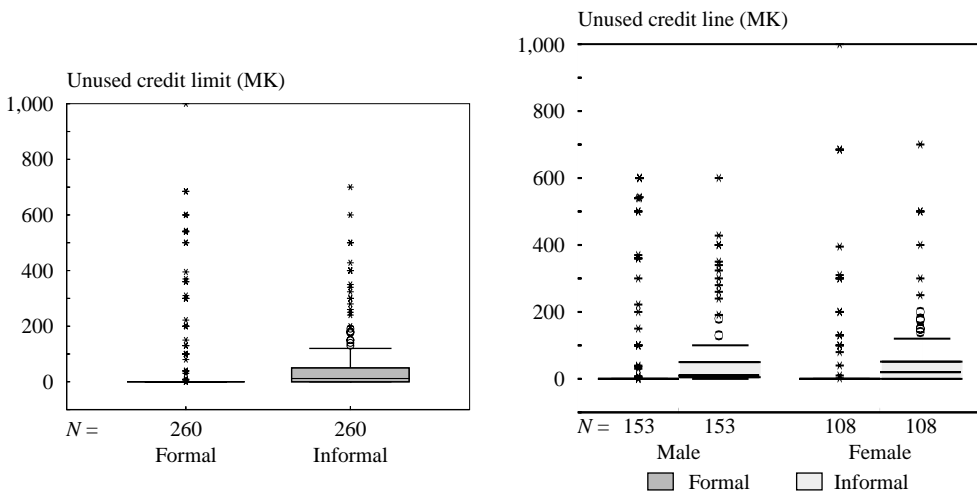 Unused credit limit (MK)
1,000
800
600
400
200
0
N = 260 260
Formal Informal
Unused credit line (MK)
1,000
800
600
400
200
0
N = 153 153 108 108
Male Female
Formal Informal